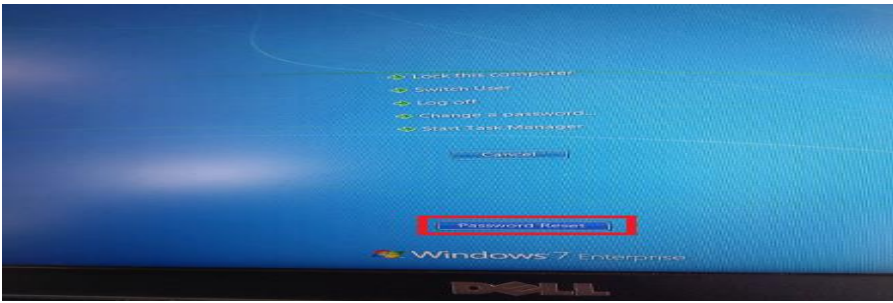 Lock this computer
Switch User
Log off
Change a password...
Start Task Manager
Cancel
Password Reset
Windows 7 Enterprise
DELL